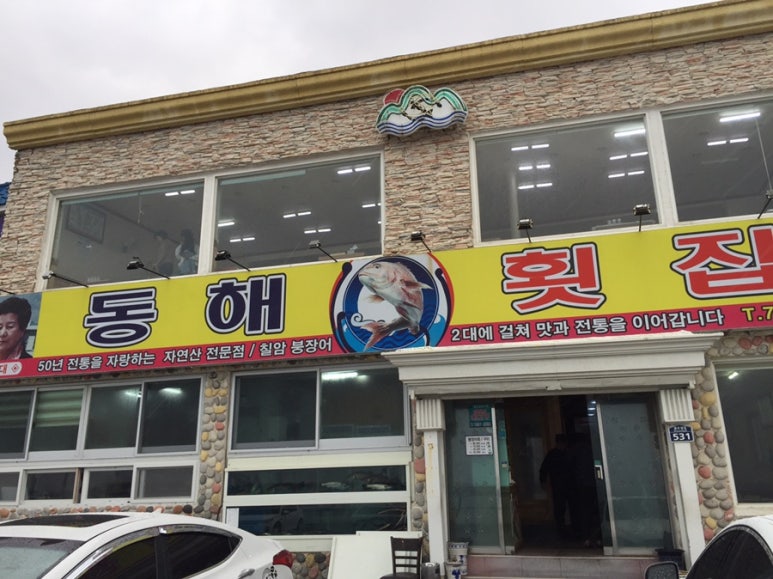 동해 횟집
50년 전통을 자랑하는 자연산 전문점 / 칠암 붕장어
2대에 걸쳐 맛과 전통을 이어갑니다 T.7
대
531